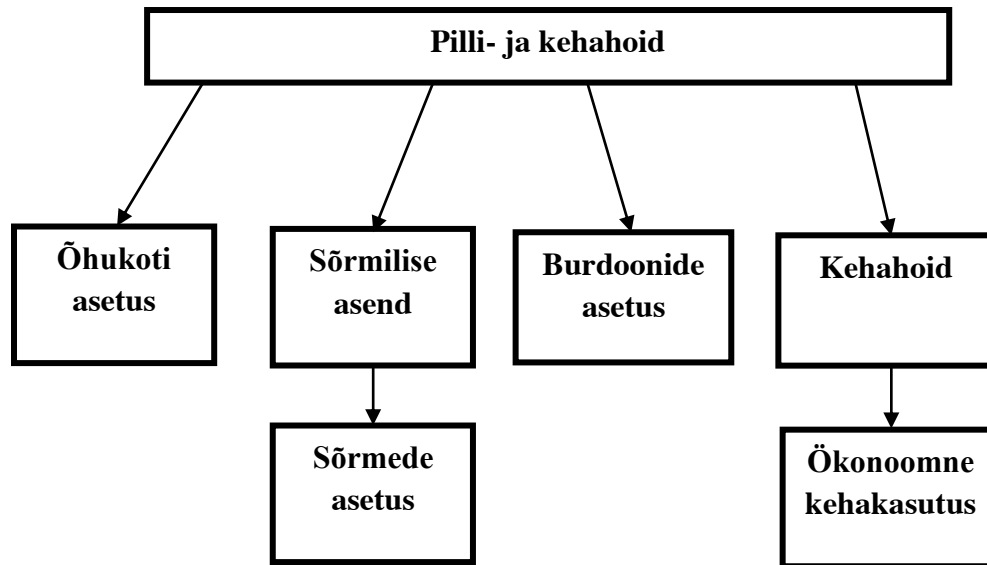 Pilli- ja kehahoid
Õhukoti
asetus
Sõrmilise
asend
Burdoonide
asetus
Kehahoid
Sõrmede
asetus
Ökonoomne
kehakasutus